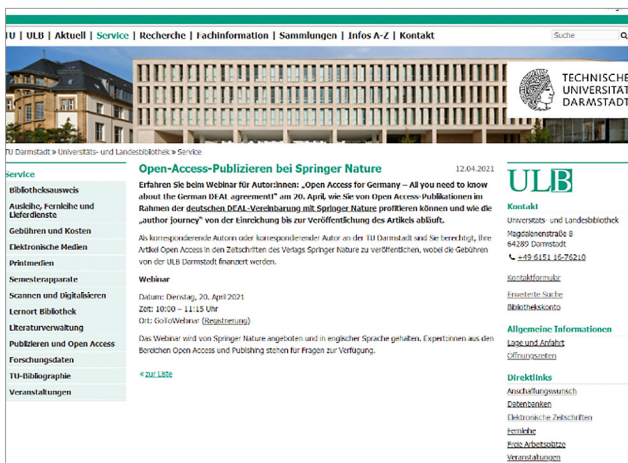 TU | ULB | Aktuell | Service | Recherche | Fachinformation | Sammlungen | Infos A-Z | Kontakt
Suche
TECHNISCHE
UNIVERSITÄT
DARMSTADT
TU Darmstadt » Universitäts- und Landesbibliothek » Service
Service
Bibliotheksausweis
Ausleihe, Fernleihe und
Lieferdienste
Gebühren und Kosten
Elektronische Medien
Printmedien
Semesterapparate
Scannen und Digitalisieren
Lernort Bibliothek
Literaturverwaltung
Publizieren und Open Access
Forschungsdaten
TU-Bibliographie
Veranstaltungen
Open-Access-Publizieren bei Springer Nature
12.04.2021
Erfahren Sie beim Webinar für Autor:innen: „Open Access for Germany – All you need to know
about the German DEAL agreement!“ am 20. April, wie Sie von Open Access-Publikationen im
Rahmen der deutschen DEAL-Vereinbarung mit Springer Nature profitieren können und wie die
„author journey“ von der Einreichung bis zur Veröffentlichung des Artikels abläuft.
Als korrespondierende Autorin oder korrespondierender Autor an der TU Darmstadt sind Sie berechtigt, Ihre
Artikel Open Access in den Zeitschriften des Verlags Springer Nature zu veröffentlichen, wobei die Gebühren
von der ULB Darmstadt finanziert werden.
Webinar
Datum: Dienstag, 20. April 2021
Zeit: 10:00 – 11:15 Uhr
Ort: GoToWebinar (Registrierung)
Das Webinar wird von Springer Nature angeboten und in englischer Sprache gehalten. Expert:innen aus den
Bereichen Open Access und Publishing stehen für Fragen zur Verfügung.
« zur Liste
ULB
Kontakt
Universitäts- und Landesbibliothek
Magdalenenstraße 8
64289 Darmstadt
+49 6151 16-76210
Kontaktformular
Erweiterte Suche
Bibliothekskonto
Allgemeine Informationen
Lage und Anfahrt
Öffnungszeiten
Direktlinks
Anschaffungswunsch
Datenbanken
Elektronische Zeitschriften
Fernleihe
Freie Arbeitsplätze
Veranstaltungen